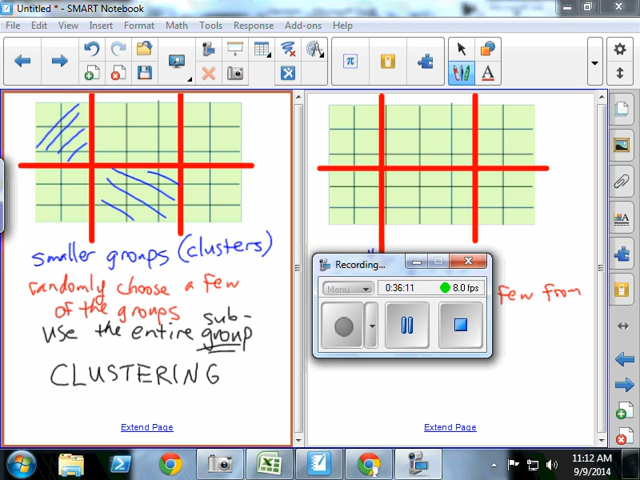 Untitled * - SMART Notebook
File Edit View Insert Format Math Tools Response Add-ons Help
smaller groups (clusters)
randomly choose a few
of the groups
sub-
use the entire group
CLUSTERING
Extend Page
Recording...
Menu
0:36:11
8.0 fps
few from
Extend Page
11:12 AM
9/9/2014